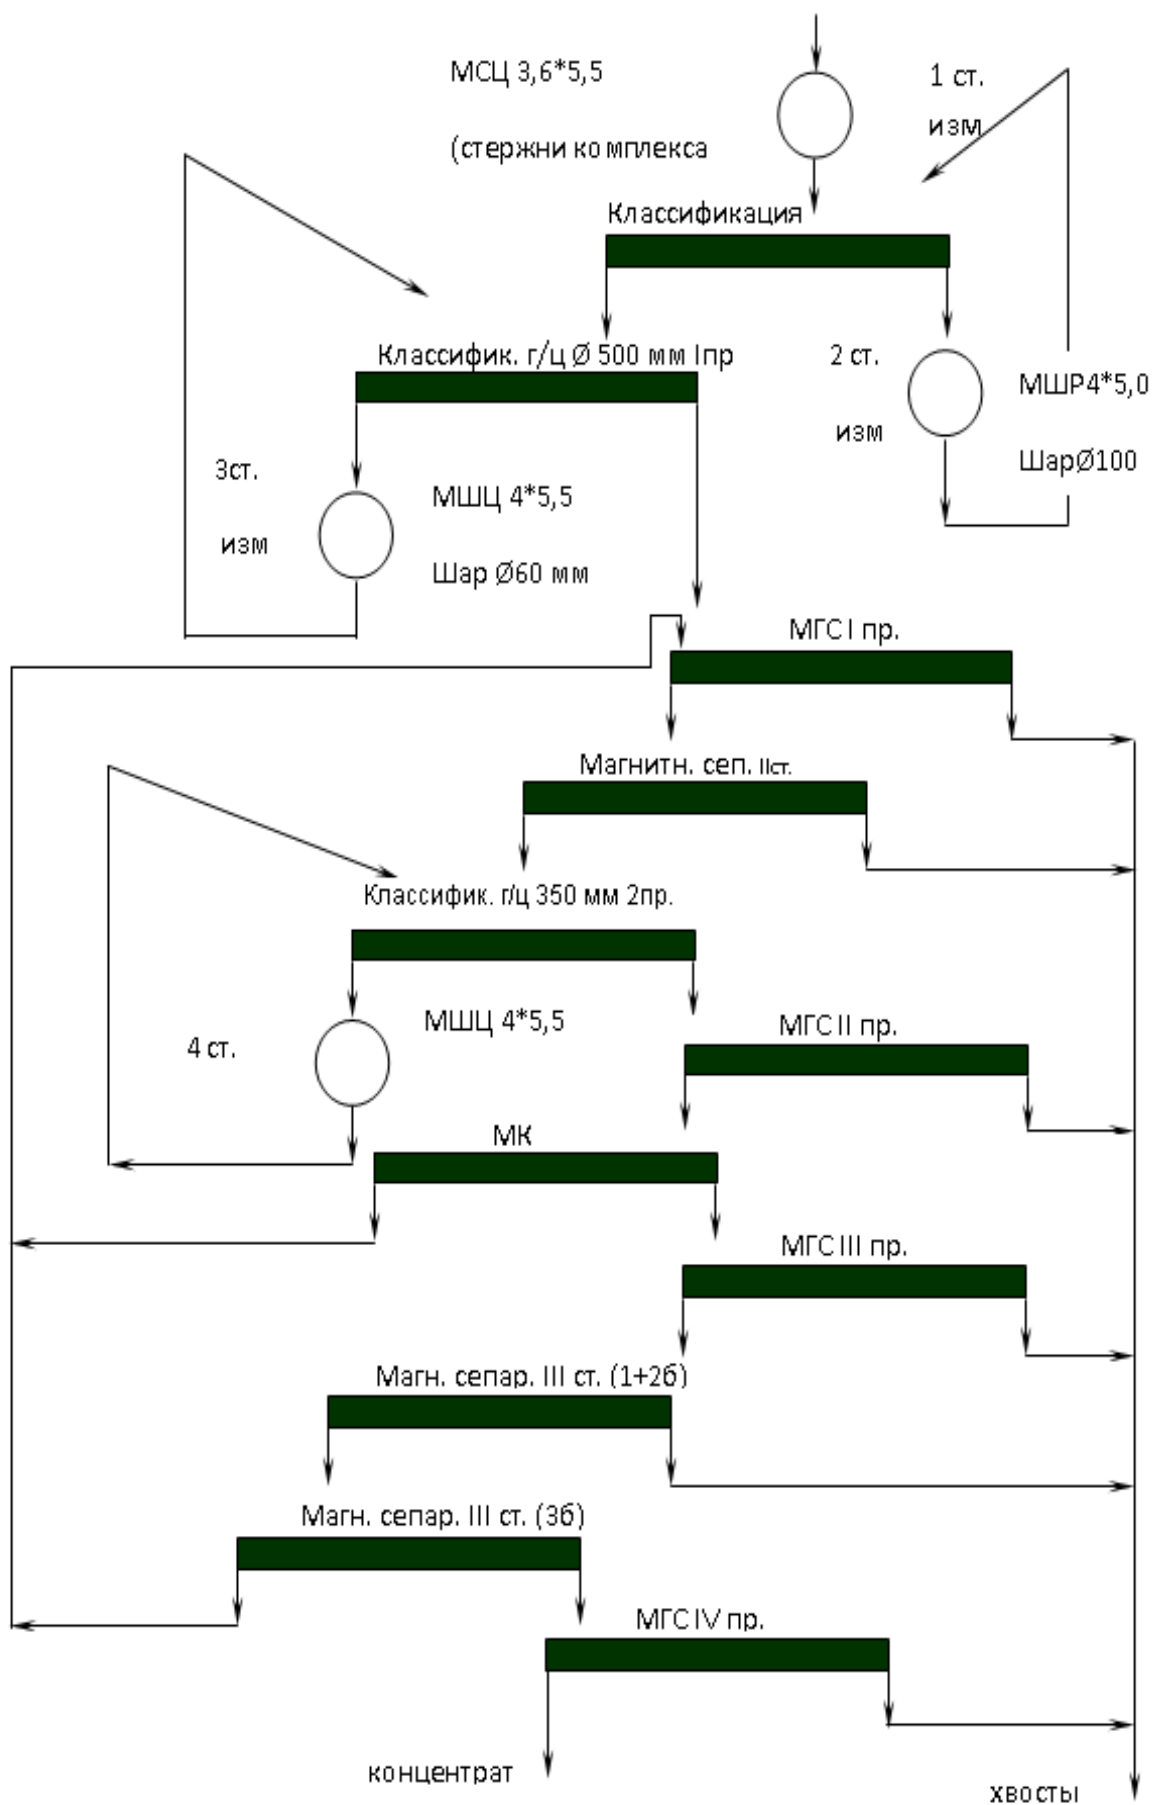 МСЦ 3,6*5,5
1 ст.
изм
(стержни комплекса
Классификация
Классифик. г/ц Ø 500 мм Iпр
2 ст.
изм
МШР4*5,0
ШарØ100
3ст.
изм
МШЦ 4*5,5
Шар Ø60 мм
МГС I пр.
Магнитн. сеп. IIст.
Классифик. г/ц 350 мм 2пр.
МШЦ 4*5,5
4 ст.
МГС II пр.
МК
МГС III пр.
Магн. сепар. III ст. (1+2б)
Магн. сепар. III ст. (3б)
МГС IV пр.
концентрат
хвосты